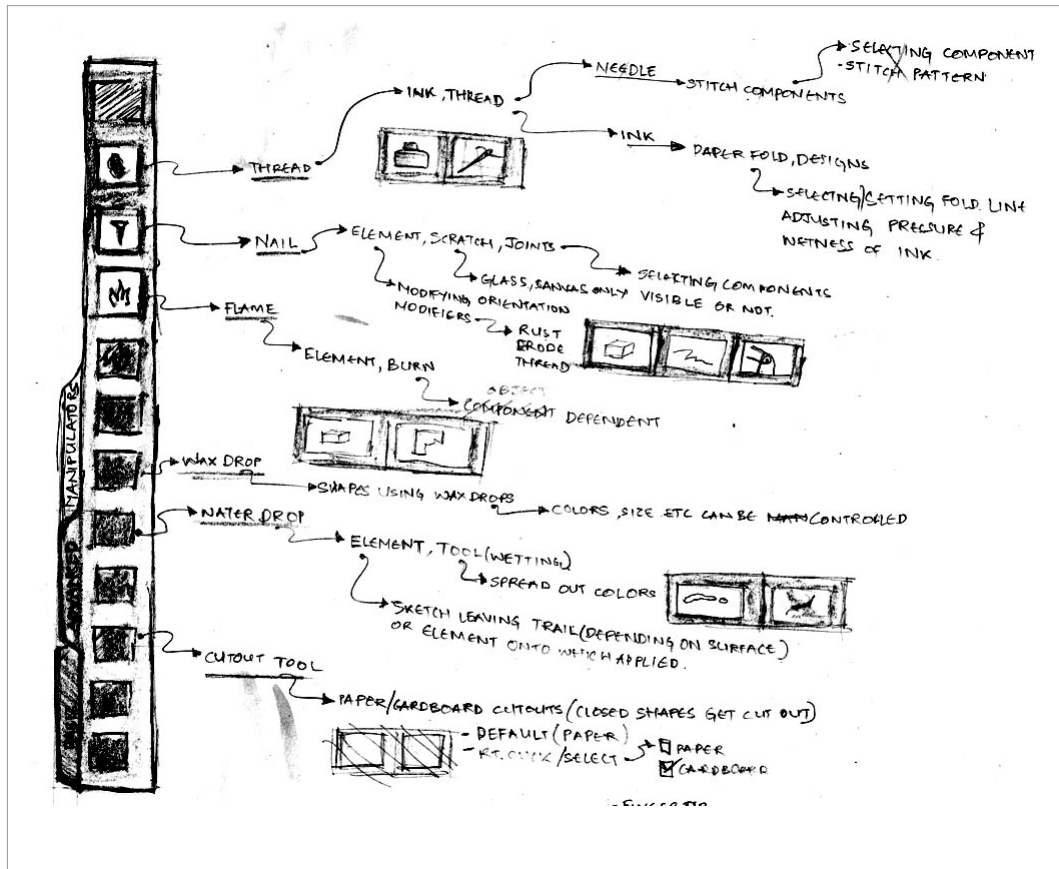 SELECTING COMPONENT
-STITCH PATTERN
NEEDLE
STITCH COMPONENTS
INK, THREAD
INK
PAPER FOLD, DESIGNS
SELECTING/SETTING FOLD. LINE
ADJUSTING PRESSURE &
WETNESS OF INK.
THREAD
NAIL
ELEMENT, SCRATCH, JOINTS
SELECTING COMPONENTS
GLASS, CANVAS ONLY VISIBLE OR NOT.
MODIFYING ORIENTATION
MODIFIERS
RUST
ERODE
THREAD
FLAME
ELEMENT, BURN
OBJECT
COMPONENT DEPENDENT
MANIPULATORS
WAX DROP
SHAPES USING WAX DROPS
COLORS, SIZE ETC CAN BE CONTROLLED
WATER DROP
ELEMENT, TOOL (WETTING)
SPREAD OUT COLORS
SKETCH LEAVING TRAIL (DEPENDING ON SURFACE)
OR ELEMENT ONTO WHICH APPLIED.
CUTOUT TOOL
PAPER/CARDBOARD CUTOUTS (CLOSED SHAPES GET CUT OUT)
- DEFAULT (PAPER)
- RT. CLICK/SELECT
PAPER
CARDBOARD